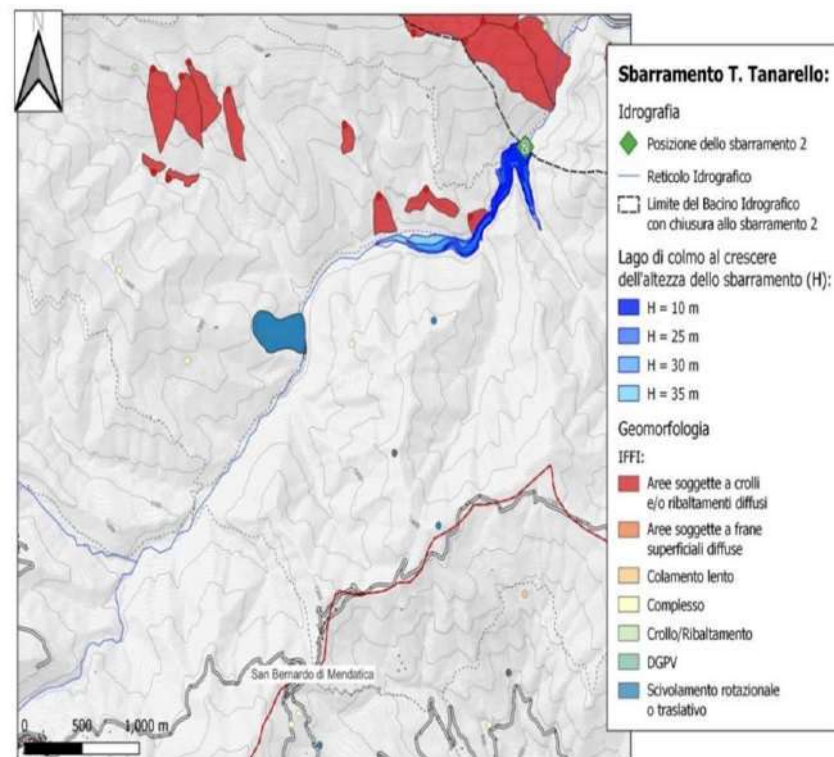 N
Sbarramento T. Tanarello:
Idrografia
Posizione dello sbarramento 2
Reticolo Idrografico
Limite del Bacino Idrografico
con chiusura allo sbarramento 2
Lago di colmo al crescere
dell'altezza dello sbarramento (H):
H = 10 m
H = 25 m
H = 30 m
H = 35 m
Geomorfologia
IFFI:
Aree soggette a crolli
e/o ribaltamenti diffusi
Aree soggette a frane
superficiali diffuse
Colamento lento
Complesso
Crollo/Ribaltamento
DGPV
Scivolamento rotazionale
o traslativo
San Bernardo di Mendatica
0 500 1.000 m